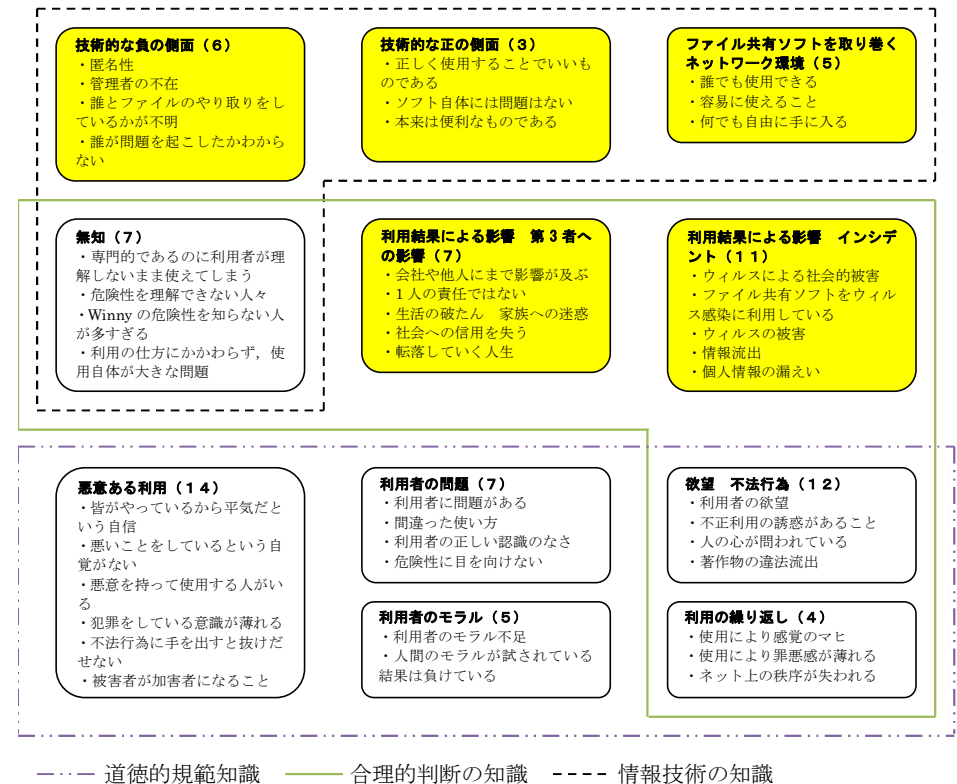 技術的な負の側面（6）
・匿名性
・管理者の不在
・誰とファイルのやり取りをし
ているかが不明
・誰が問題を起こしたかわから
ない
技術的な正の側面（3）
・正しく使用することでいいも
のである
・ソフト自体には問題はない
・本来は便利なものである
ファイル共有ソフトを取り巻く
ネットワーク環境（5）
・誰でも使用できる
・容易に使えること
・何でも自由に手に入る
無知（7）
・専門的であるのに利用者が理
解しないまま使えてしまう
・危険性を理解できない人々
・Winny の危険性を知らない人
が多すぎる
・利用の仕方にかかわらず，使
用自体が大きな問題
利用結果による影響　第3者へ
の影響（7）
・会社や他人にまで影響が及ぶ
・1人の責任ではない
・生活の破たん　家族への迷惑
・社会への信用を失う
・転落していく人生
利用結果による影響　インシデ
ント（11）
・ウィルスによる社会的被害
・ファイル共有ソフトをウィル
ス感染に利用している
・ウィルスの被害
・情報流出
・個人情報の漏えい
悪意ある利用（14）
・皆がやっているから平気だと
いう自信
・悪いことをしているという自
覚がない
・悪意を持って使用する人がい
る
・犯罪をしている意識が薄れる
・不法行為に手を出すと抜けだ
せない
・被害者が加害者になること
利用者の問題（7）
・利用者に問題がある
・間違った使い方
・利用者の正しい認識のなさ
・危険性に目を向けない
欲望　不法行為（12）
・利用者の欲望
・不正利用の誘惑があること
・人の心が問われている
・著作物の違法流出
利用者のモラル（5）
・利用者のモラル不足
・人間のモラルが試されている
結果は負けている
利用の繰り返し（4）
・使用により感覚のマヒ
・使用により罪悪感が薄れる
・ネット上の秩序が失われる
道徳的規範知識　合理的判断の知識　情報技術の知識